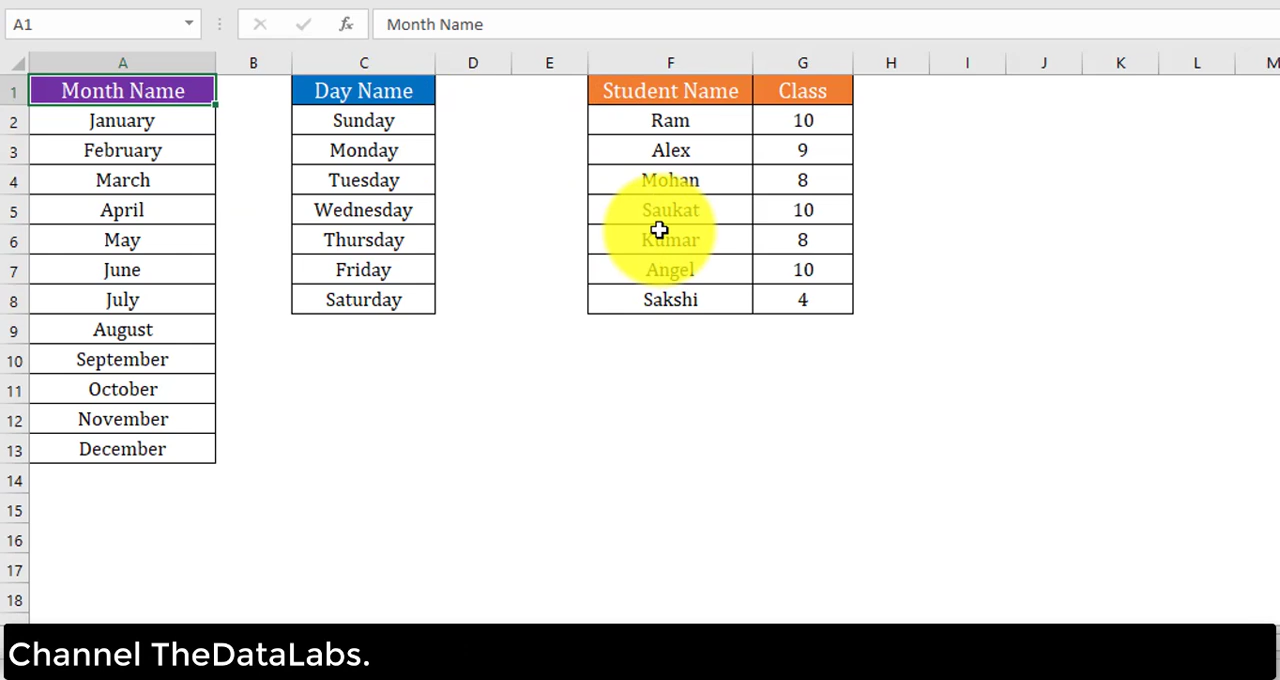 A1 fx Month Name
A B C D E F G H I J K L M
1 Month Name Day Name Student Name Class
2 January Sunday Ram 10
3 February Monday Alex 9
4 March Tuesday Mohan 8
5 April Wednesday Saukat 10
6 May Thursday Kumar 8
7 June Friday Angel 10
8 July Saturday Sakshi 4
9 August
10 September
11 October
12 November
13 December
14
15
16
17
18
Channel TheDataLabs.